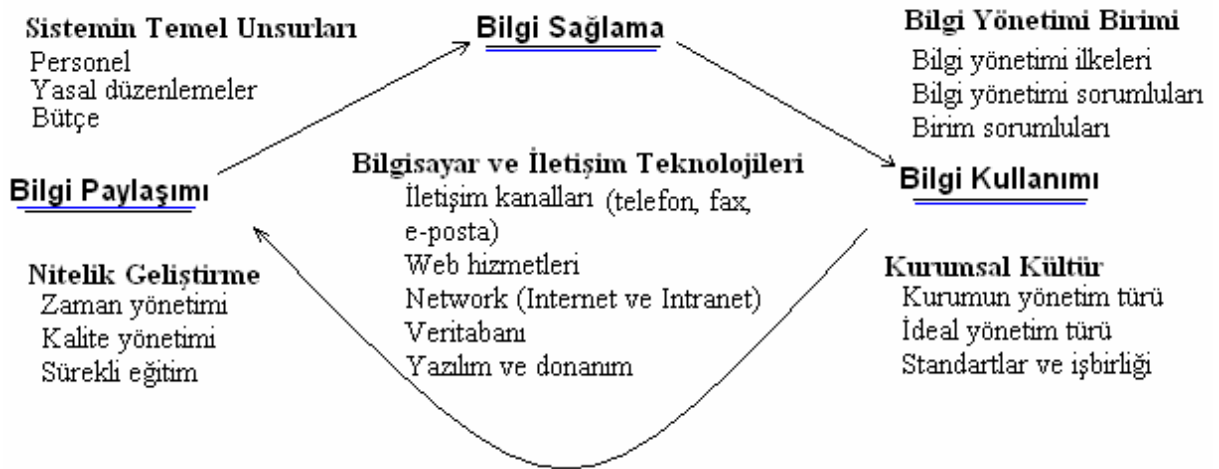 Sistemin Temel Unsurları
Personel
Yasal düzenlemeler
Bütçe
Bilgi Sağlama
Bilgi Yönetimi Birimi
Bilgi yönetimi ilkeleri
Bilgi yönetimi sorumluları
Birim sorumluları
Bilgi Paylaşımı
Bilgisayar ve İletişim Teknolojileri
İletişim kanalları (telefon, fax,
e-posta)
Web hizmetleri
Network (Internet ve Intranet)
Veritabanı
Yazılım ve donanım
Bilgi Kullanımı
Nitelik Geliştirme
Zaman yönetimi
Kalite yönetimi
Sürekli eğitim
Kurumsal Kültür
Kurumun yönetim türü
İdeal yönetim türü
Standartlar ve işbirliği